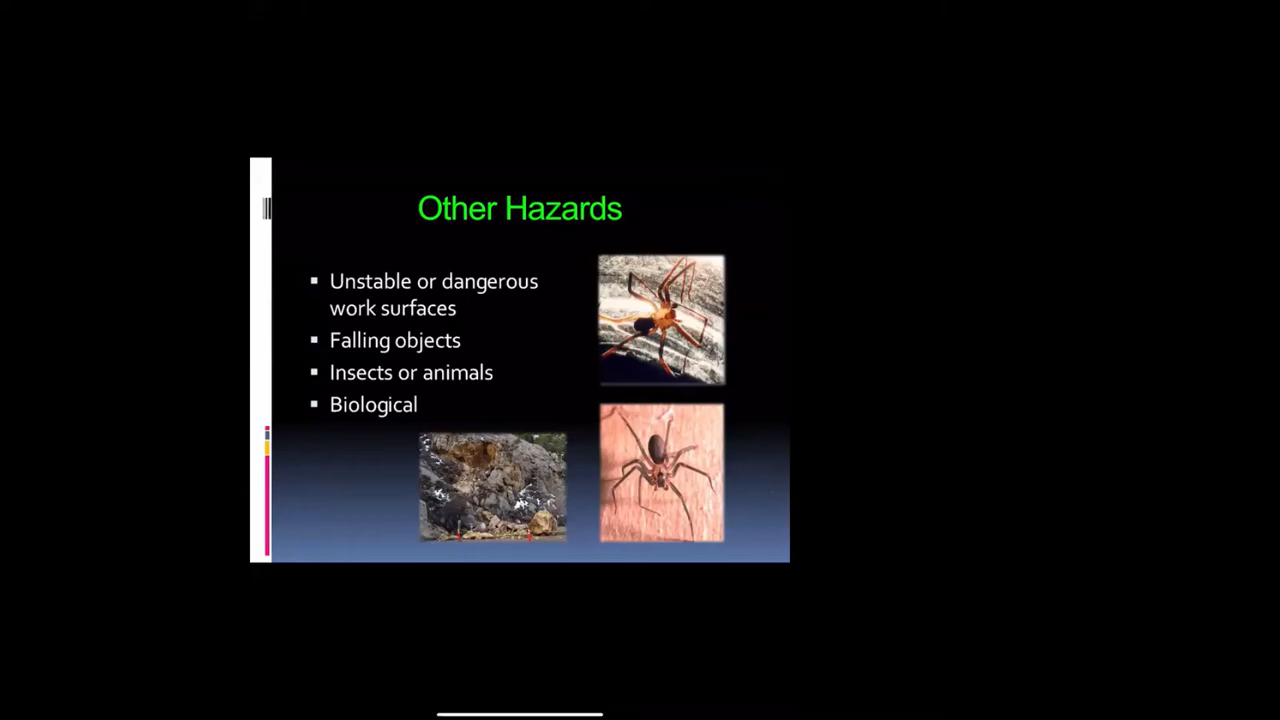 Other Hazards
Unstable or dangerous
work surfaces
Falling objects
Insects or animals
Biological